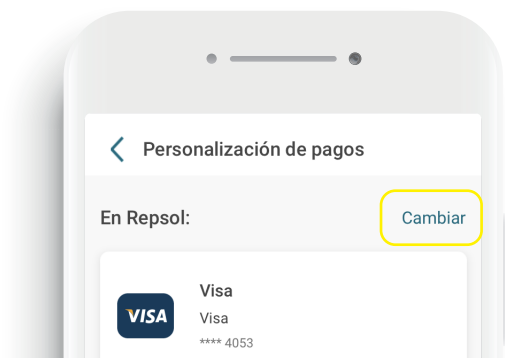 Personalización de pagos
En Repsol:
Cambiar
VISA
Visa
Visa
**** 4053